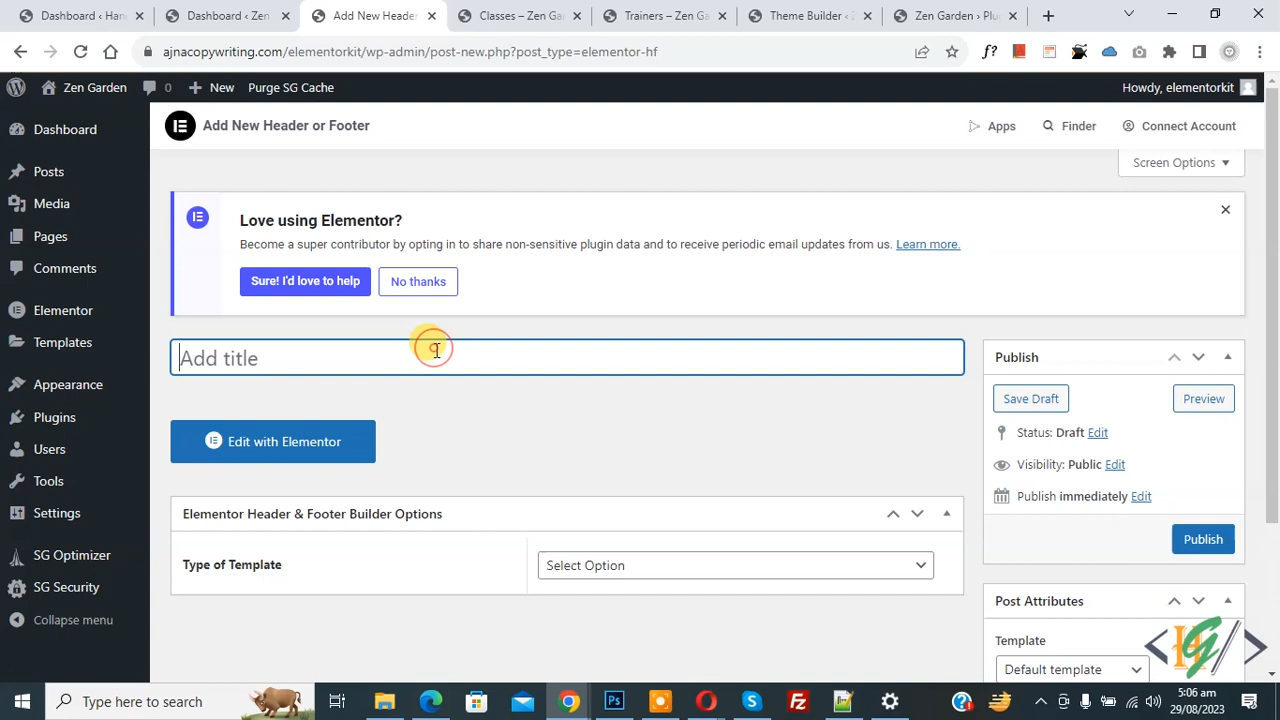 Dashboard ‹ Han
Dashboard ‹ Zen
Add New Header
Classes – Zen Gar
Trainers – Zen Ga
Theme Builder ‹ Z
Zen Garden › Plu
ajnacopywriting.com/elementorkit/wp-admin/post-new.php?post_type=elementor-hf
f?
Zen Garden
0
New
Purge SG Cache
Howdy, elementorkit
Dashboard
Posts
Media
Pages
Comments
Elementor
Templates
Appearance
Plugins
Users
Tools
Settings
SG Optimizer
SG Security
Collapse menu
Add New Header or Footer
Apps
Finder
Connect Account
Screen Options
Love using Elementor?
Become a super contributor by opting in to share non-sensitive plugin data and to receive periodic email updates from us. Learn more.
Sure! I'd love to help
No thanks
Add title
Edit with Elementor
Elementor Header & Footer Builder Options
Type of Template
Select Option
Publish
Save Draft
Preview
Status: Draft Edit
Visibility: Public Edit
Publish immediately Edit
Publish
Post Attributes
Template
Default template
Type here to search
5:06 am
29/08/2023